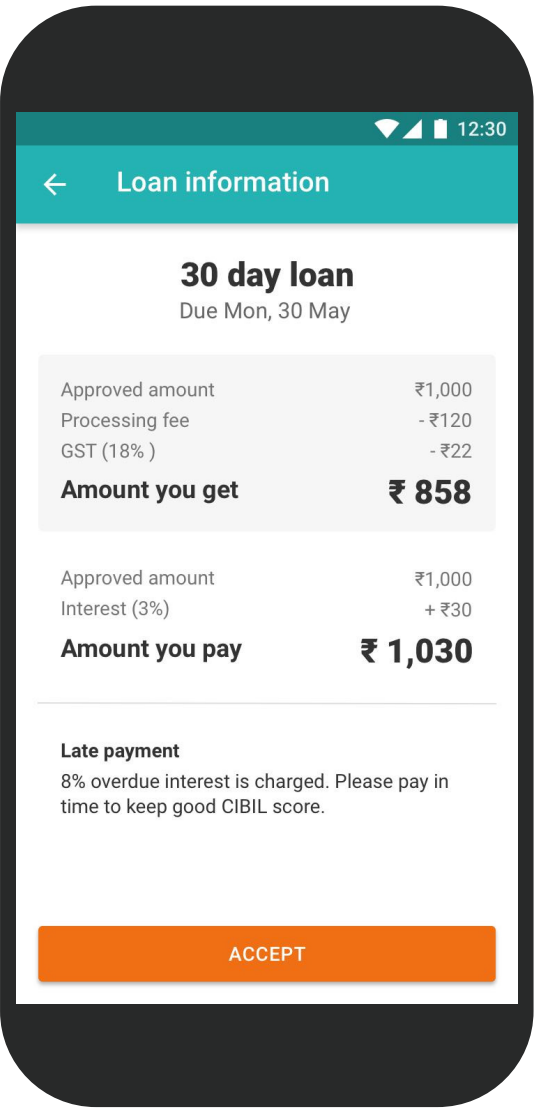 12:30
Loan information
30 day loan
Due Mon, 30 May
Approved amount ₹1,000
Processing fee - ₹120
GST (18% ) - ₹22
Amount you get ₹ 858
Approved amount ₹1,000
Interest (3%) + ₹30
Amount you pay ₹ 1,030
Late payment
8% overdue interest is charged. Please pay in
time to keep good CIBIL score.
ACCEPT